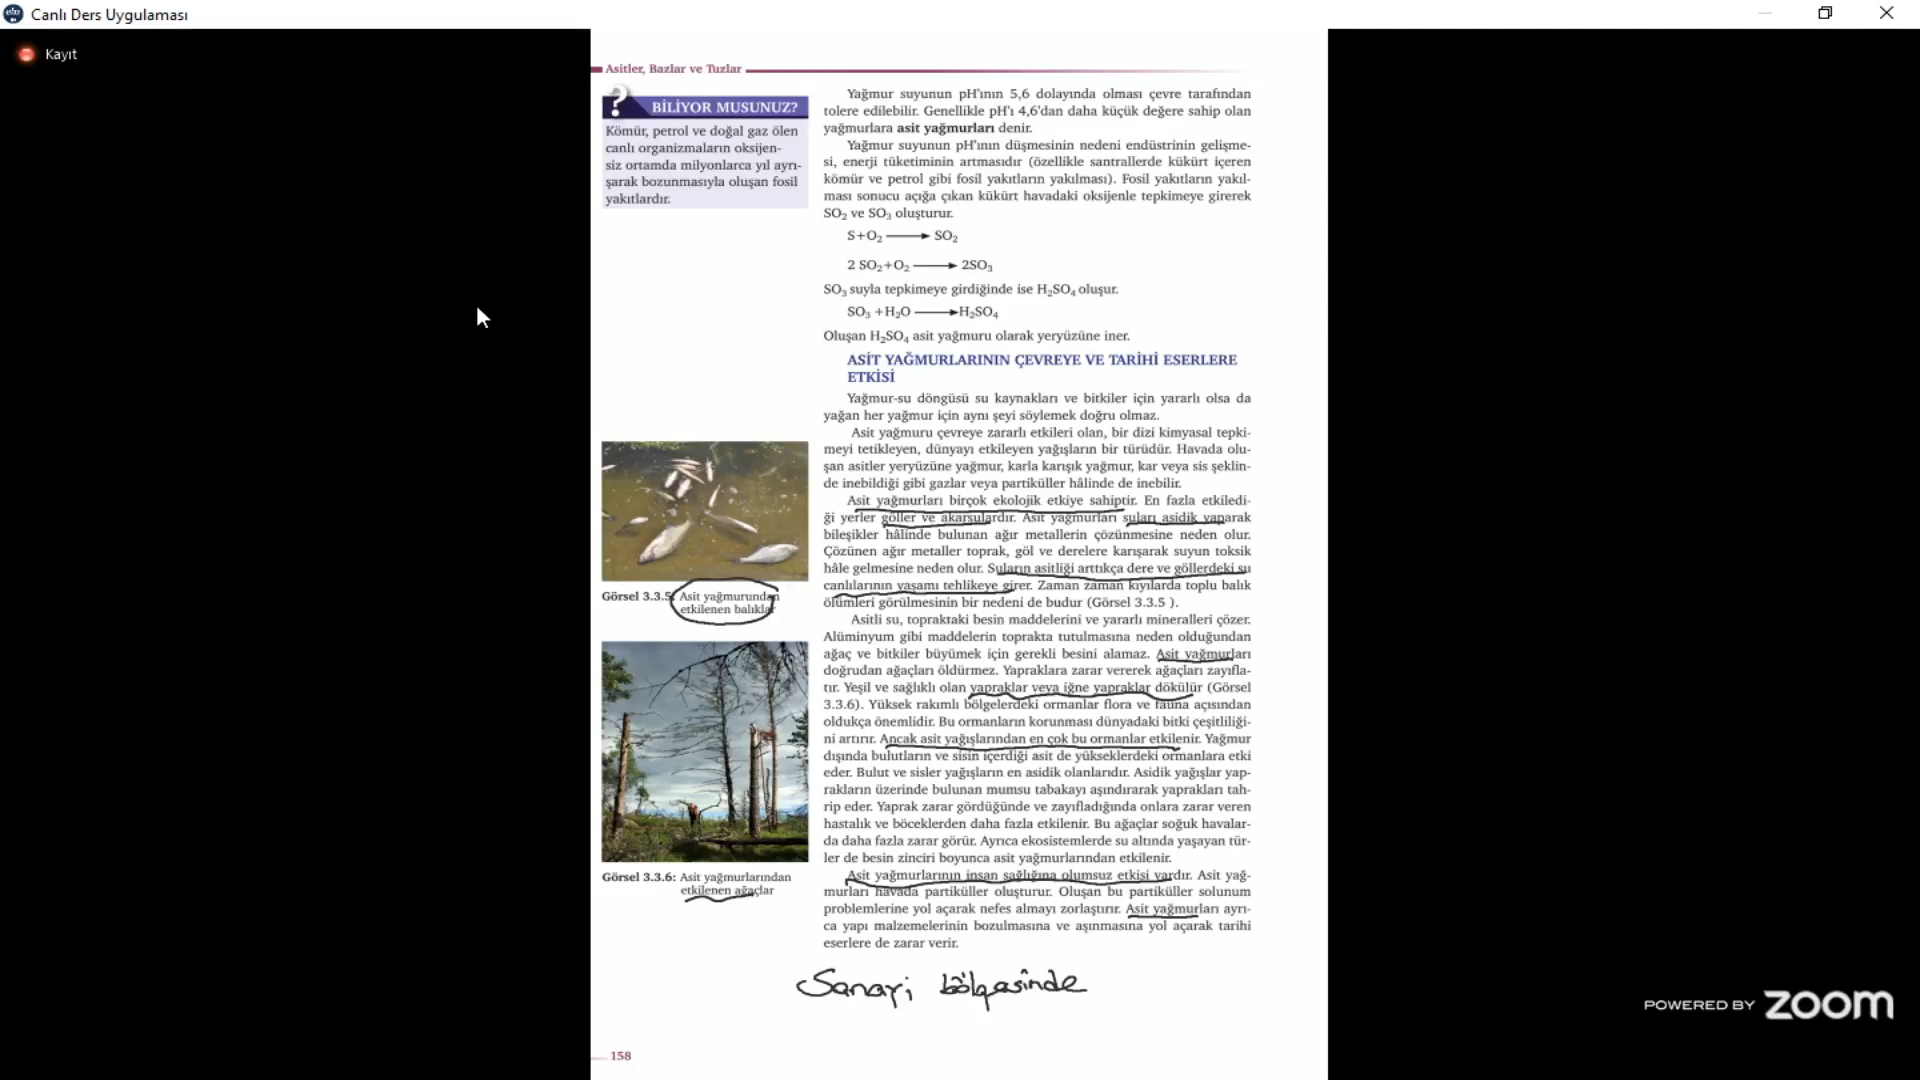 Canlı Ders Uygulaması
Kayıt
Asitler, Bazlar ve Tuzlar
?
BİLİYOR MUSUNUZ?
Kömür, petrol ve doğal gaz ölen
canlı organizmaların oksijen-
siz ortamda milyonlarca yıl ayrı-
şarak bozunmasıyla oluşan fosil
yakıtlardır.
Yağmur suyunun pH'ının 5,6 dolayında olması çevre tarafından
tolere edilebilir. Genellikle pH'ı 4,6'dan daha küçük değere sahip olan
yağmurlara asit yağmurları denir.
Yağmur suyunun pH'ının düşmesinin nedeni endüstrinin gelişme-
si, enerji tüketiminin artmasıdır (özellikle santrallerde kükürt içeren
kömür ve petrol gibi fosil yakıtların yakılması). Fosil yakıtların yakıl-
ması sonucu açığa çıkan kükürt havadaki oksijenle tepkimeye girerek
SO₂ ve SO₃ oluşturur.
S+O₂ → SO₂
2 SO₂+O₂ → 2SO₃
SO₃ suyla tepkimeye girdiğinde ise H₂SO₄ oluşur.
SO₃ +H₂O → H₂SO₄
Oluşan H₂SO₄ asit yağmuru olarak yeryüzüne iner.
ASİT YAĞMURLARININ ÇEVREYE VE TARİHİ ESERLERE
ETKİSİ
Yağmur-su döngüsü su kaynakları ve bitkiler için yararlı olsa da
yağan her yağmur için aynı şeyi söylemek doğru olmaz.
Asit yağmuru çevreye zararlı etkileri olan, bir dizi kimyasal tepki-
meyi tetikleyen, dünyayı etkileyen yağışların bir türüdür. Havada olu-
şan asitler yeryüzüne yağmur, karla karışık yağmur, kar veya sis şeklin-
de inebildiği gibi gazlar veya partiküller hâlinde de inebilir.
Asit yağmurları birçok ekolojik etkiye sahiptir. En fazla etkiledi-
ği yerler göller ve akarsulardır. Asit yağmurları suları asidik yaparak
bileşikler hâlinde bulunan ağır metallerin çözünmesine neden olur.
Çözünen ağır metaller toprak, göl ve derelere karışarak suyun toksik
hâle gelmesine neden olur. Suların asitliği arttıkça dere ve göllerdeki su
canlılarının yaşamı tehlikeye girer. Zaman zaman kıyılarda toplu balık
ölümleri görülmesinin bir nedeni de budur (Görsel 3.3.5 ).
Asitli su, topraktaki besin maddelerini ve yararlı mineralleri çözer.
Alüminyum gibi maddelerin toprakta tutulmasına neden olduğundan
ağaç ve bitkiler büyümek için gerekli besini alamaz. Asit yağmurları
doğrudan ağaçları öldürmez. Yapraklara zarar vererek ağaçları zayıfla-
tır. Yeşil ve sağlıklı olan yapraklar veya iğne yapraklar dökülür (Görsel
3.3.6). Yüksek rakımlı bölgelerdeki ormanlar flora ve fauna açısından
oldukça önemlidir. Bu ormanların korunması dünyadaki bitki çeşitliliği-
ni artırır. Ancak asit yağışlarından en çok bu ormanlar etkilenir. Yağmur
dışında bulutların ve sisin içerdiği asit de yükseklerdeki ormanlara etki
eder. Bulut ve sisler yağışların en asidik olanlarıdır. Asidik yağışlar yap-
rakların üzerinde bulunan mumsu tabakayı aşındırarak yaprakları tah-
rip eder. Yaprak zarar gördüğünde ve zayıfladığında onlara zarar veren
hastalık ve böceklerden daha fazla etkilenir. Bu ağaçlar soğuk havalar-
da daha fazla zarar görür. Ayrıca ekosistemlerde su altında yaşayan tür-
ler de besin zinciri boyunca asit yağmurlarından etkilenir.
Asit yağmurlarının insan sağlığına olumsuz etkisi vardır. Asit yağ-
murları havada partiküller oluşturur. Oluşan bu partiküller solunum
problemlerine yol açarak nefes almayı zorlaştırır. Asit yağmurları ayrı-
ca yapı malzemelerinin bozulmasına ve aşınmasına yol açarak tarihi
eserlere de zarar verir.
Görsel 3.3.5: Asit yağmurundan
etkilenen balıklar
Görsel 3.3.6: Asit yağmurlarından
etkilenen ağaçlar
Sanayi bölgesinde
158
POWERED BY zoom